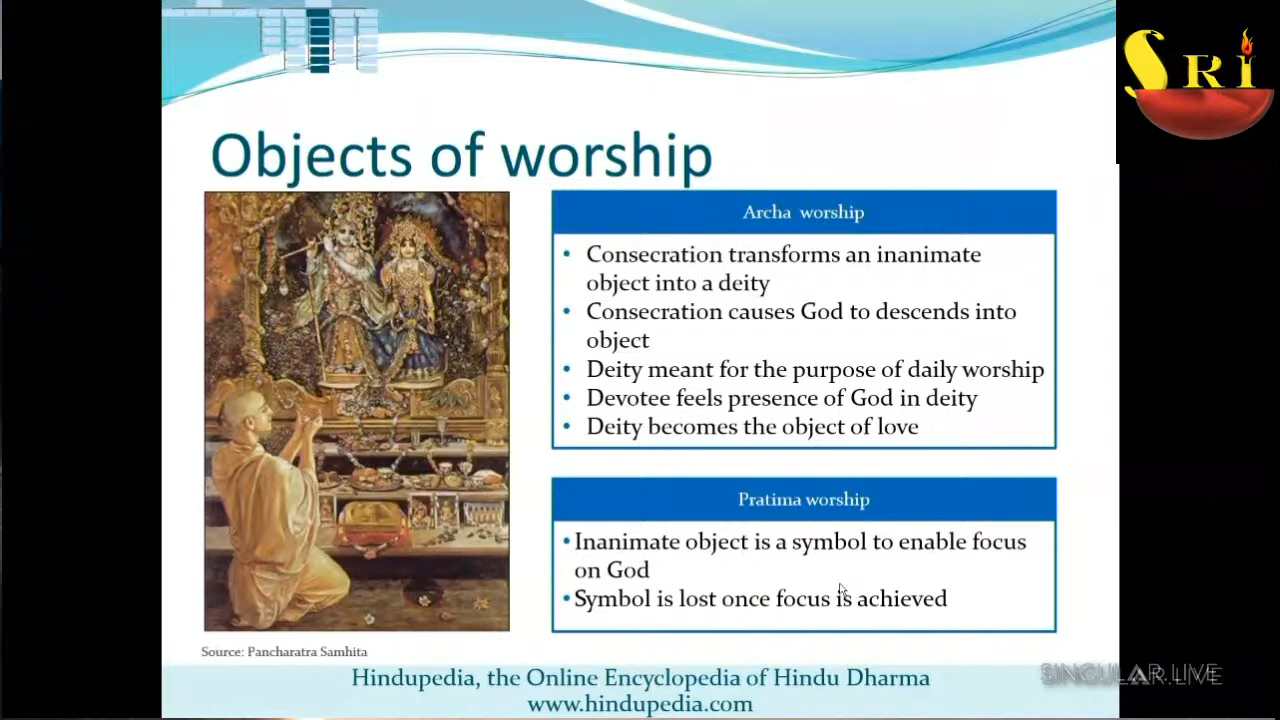 SRi
Objects of worship
Archa worship
• Consecration transforms an inanimate
object into a deity
• Consecration causes God to descends into
object
• Deity meant for the purpose of daily worship
• Devotee feels presence of God in deity
• Deity becomes the object of love
Pratima worship
• Inanimate object is a symbol to enable focus
on God
• Symbol is lost once focus is achieved
Source: Pancharatra Samhita
Hindupedia, the Online Encyclopedia of Hindu Dharma
www.hindupedia.com
SINGULAR.LIVE